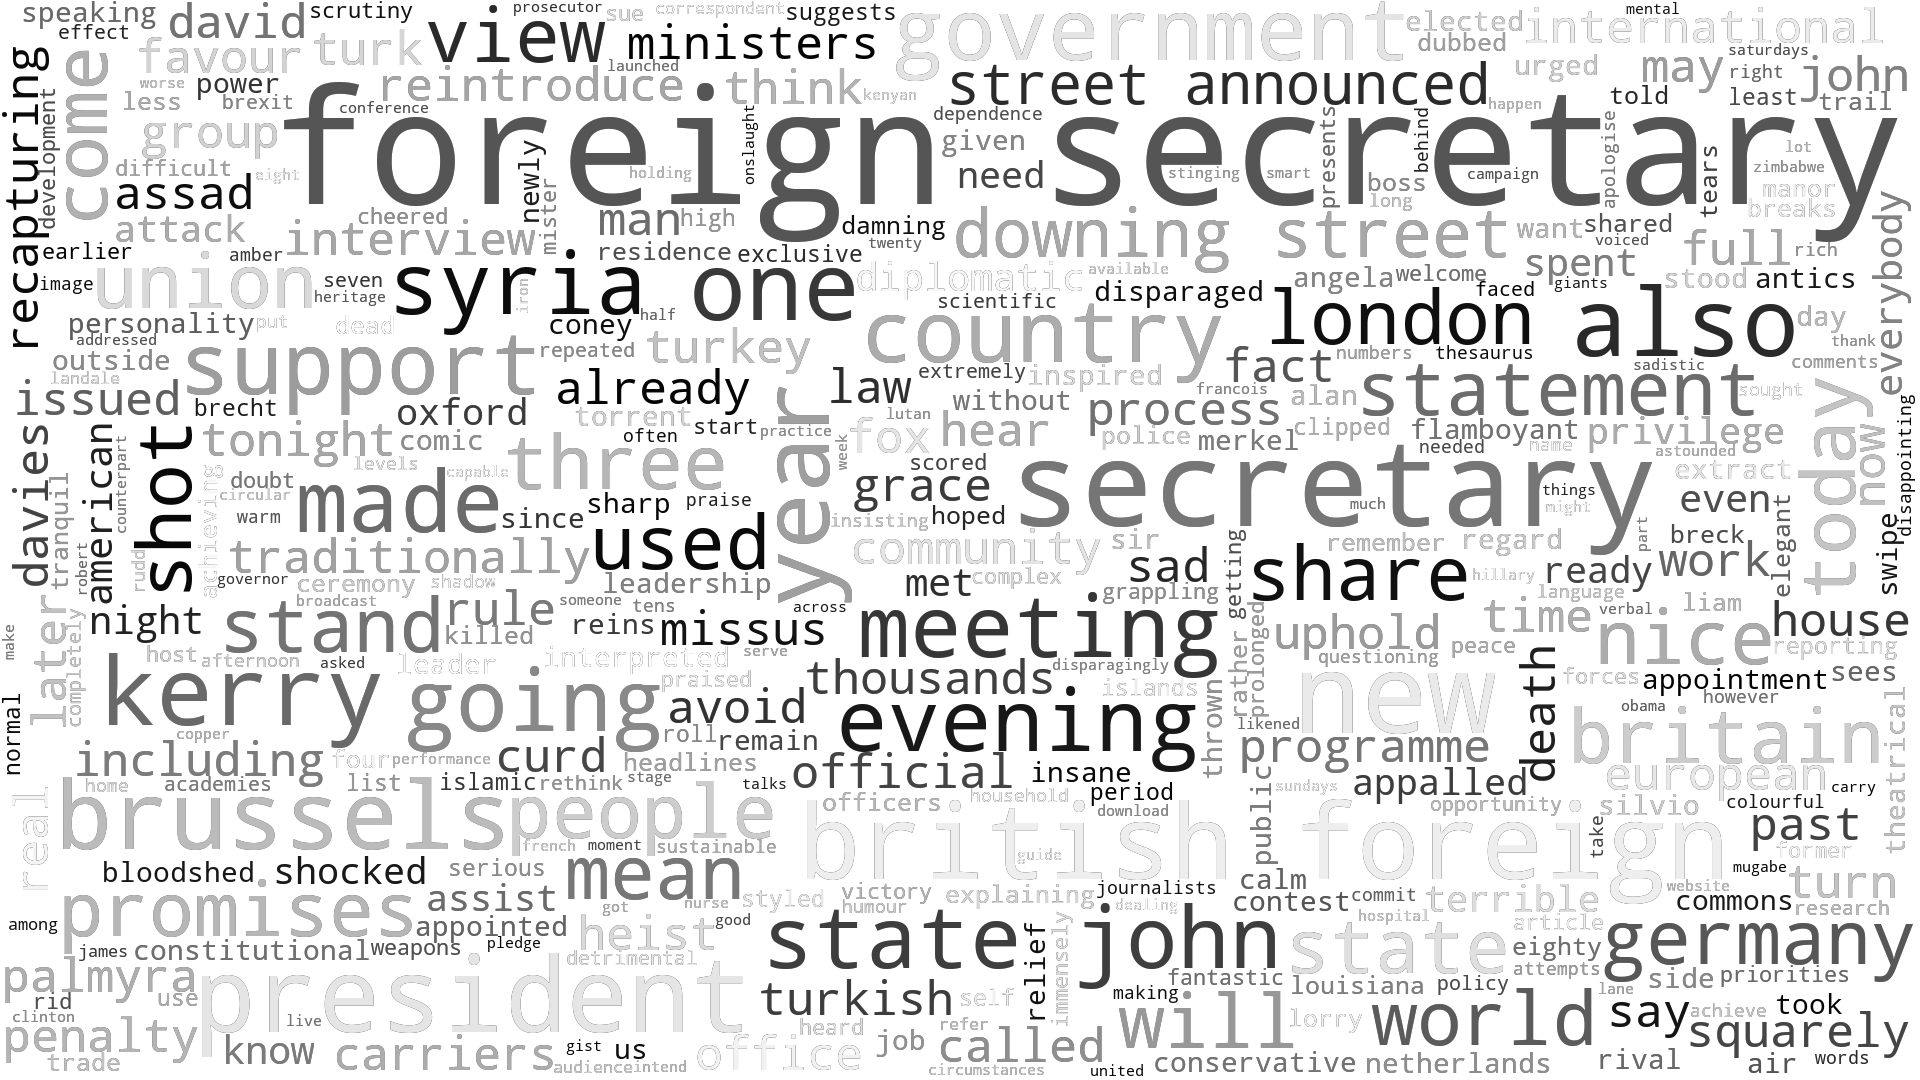 speaking david scrutiny prosecutor sue correspondent suggests government elected international mental
effect favour turk view ministers dubbed saturdays
recapturing come worse power reintroduce launched think kenyan street announced urged may right john
less brexit conference happen told least trail
development group foreign secretary dependence given presents behind apologise lot
difficult eight newly holding onslaught need stinging smart boss campaign tears zimbabwe
assad long manor
attack cheered mister man high damning downing street want shared breaks everybody
earlier amber interview residence exclusive twenty voiced full rich
image union seven syria one diplomatic available angela welcome spent stood antics
heritage iron scientific disparaged faced giants
personality put dead coney half country london also day
addressed outside support repeated turkey numbers thesaurus thank
landale already law extremely inspired fact sadistic comments
issued brecht oxford year without francois alan statement sought
torrent start practice fox lutan process clipped flamboyant privilege today disappointing
davies american shot tonight comic often three week hear police merkel needed name now
counterpart levels capable scored astounded
tranquil achieving doubt made grace secretary extract
circular sharp praise things even
warm since insisting hoped much might part swipe
robert rudd traditionally used community sir getting remember regard breck elegant
governor ceremony shadow leadership met complex sad share hillary ready work
broadcast someone tens across grappling language
later night stand rule reins missus meeting rather prolonged uphold time verbal liam house
make completely killed nice
host afternoon asked leader interpreted serve disparagingly questioning peace reporting
kerry going praised thousands islands thrown new death forces appointment sees
normal avoid evening likened obama however theatrical
copper roll remain programme britain
including four performance curd headlines official insane
home academies list islamic rethink stage talks period public sundays appalled european carry
real brussels people officers household download opportunity silvio colourful
french moment sustainable british foreign take past
guide former
bloodshed shocked serious mean calm mugabe
victory explaining journalists contest commit terrible website turn
promises assist nurse styled humour dealing commons
among appointed got good hospital article research
james constitutional weapons pledge heist state john state eighty germany
detrimental relief immensely attempts
palmyra president fantastic louisiana policy side priorities
rid use turkish self making lane
clinton live will lorry world say achieve took
penalty heard refer squarely
know carriers gist us office job called conservative netherlands rival air words
trade audience intend circumstances united